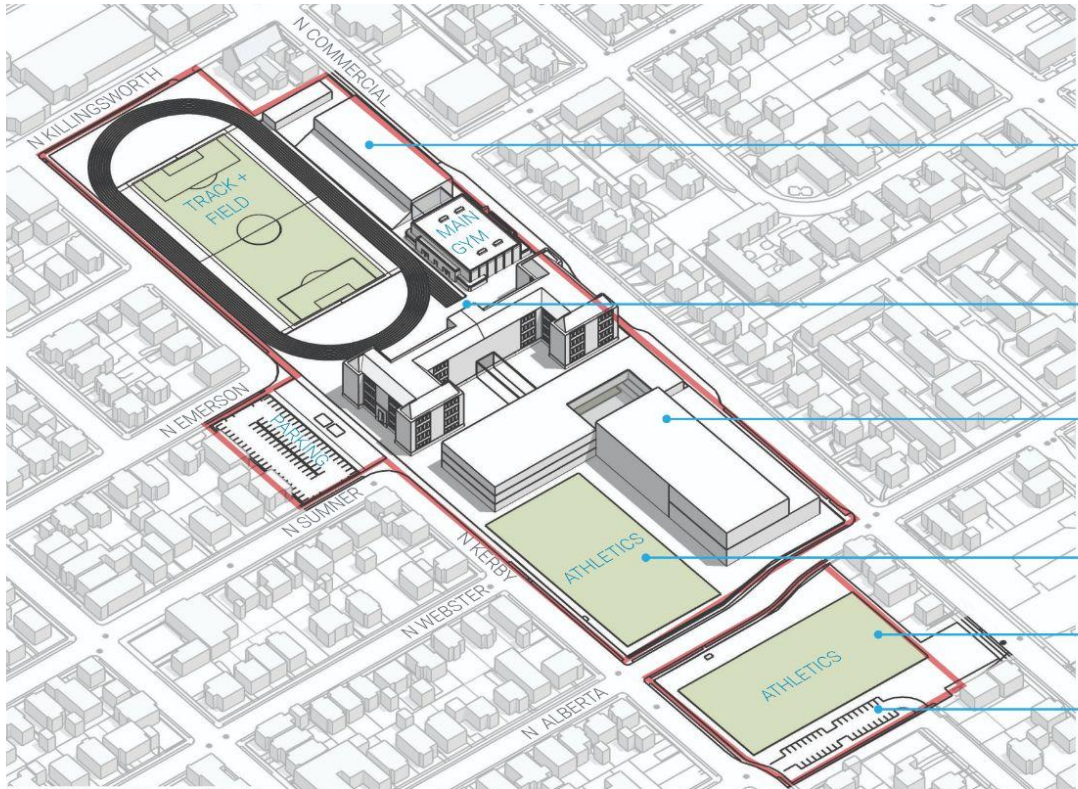 N KILLINGSWORTH
N COMMERCIAL
TRACK +
FIELD
MAIN
GYM
N EMERSON
PARKING
N SUMNER
N KERBY
ATHLETICS
N WEBSTER
ATHLETICS
N ALBERTA